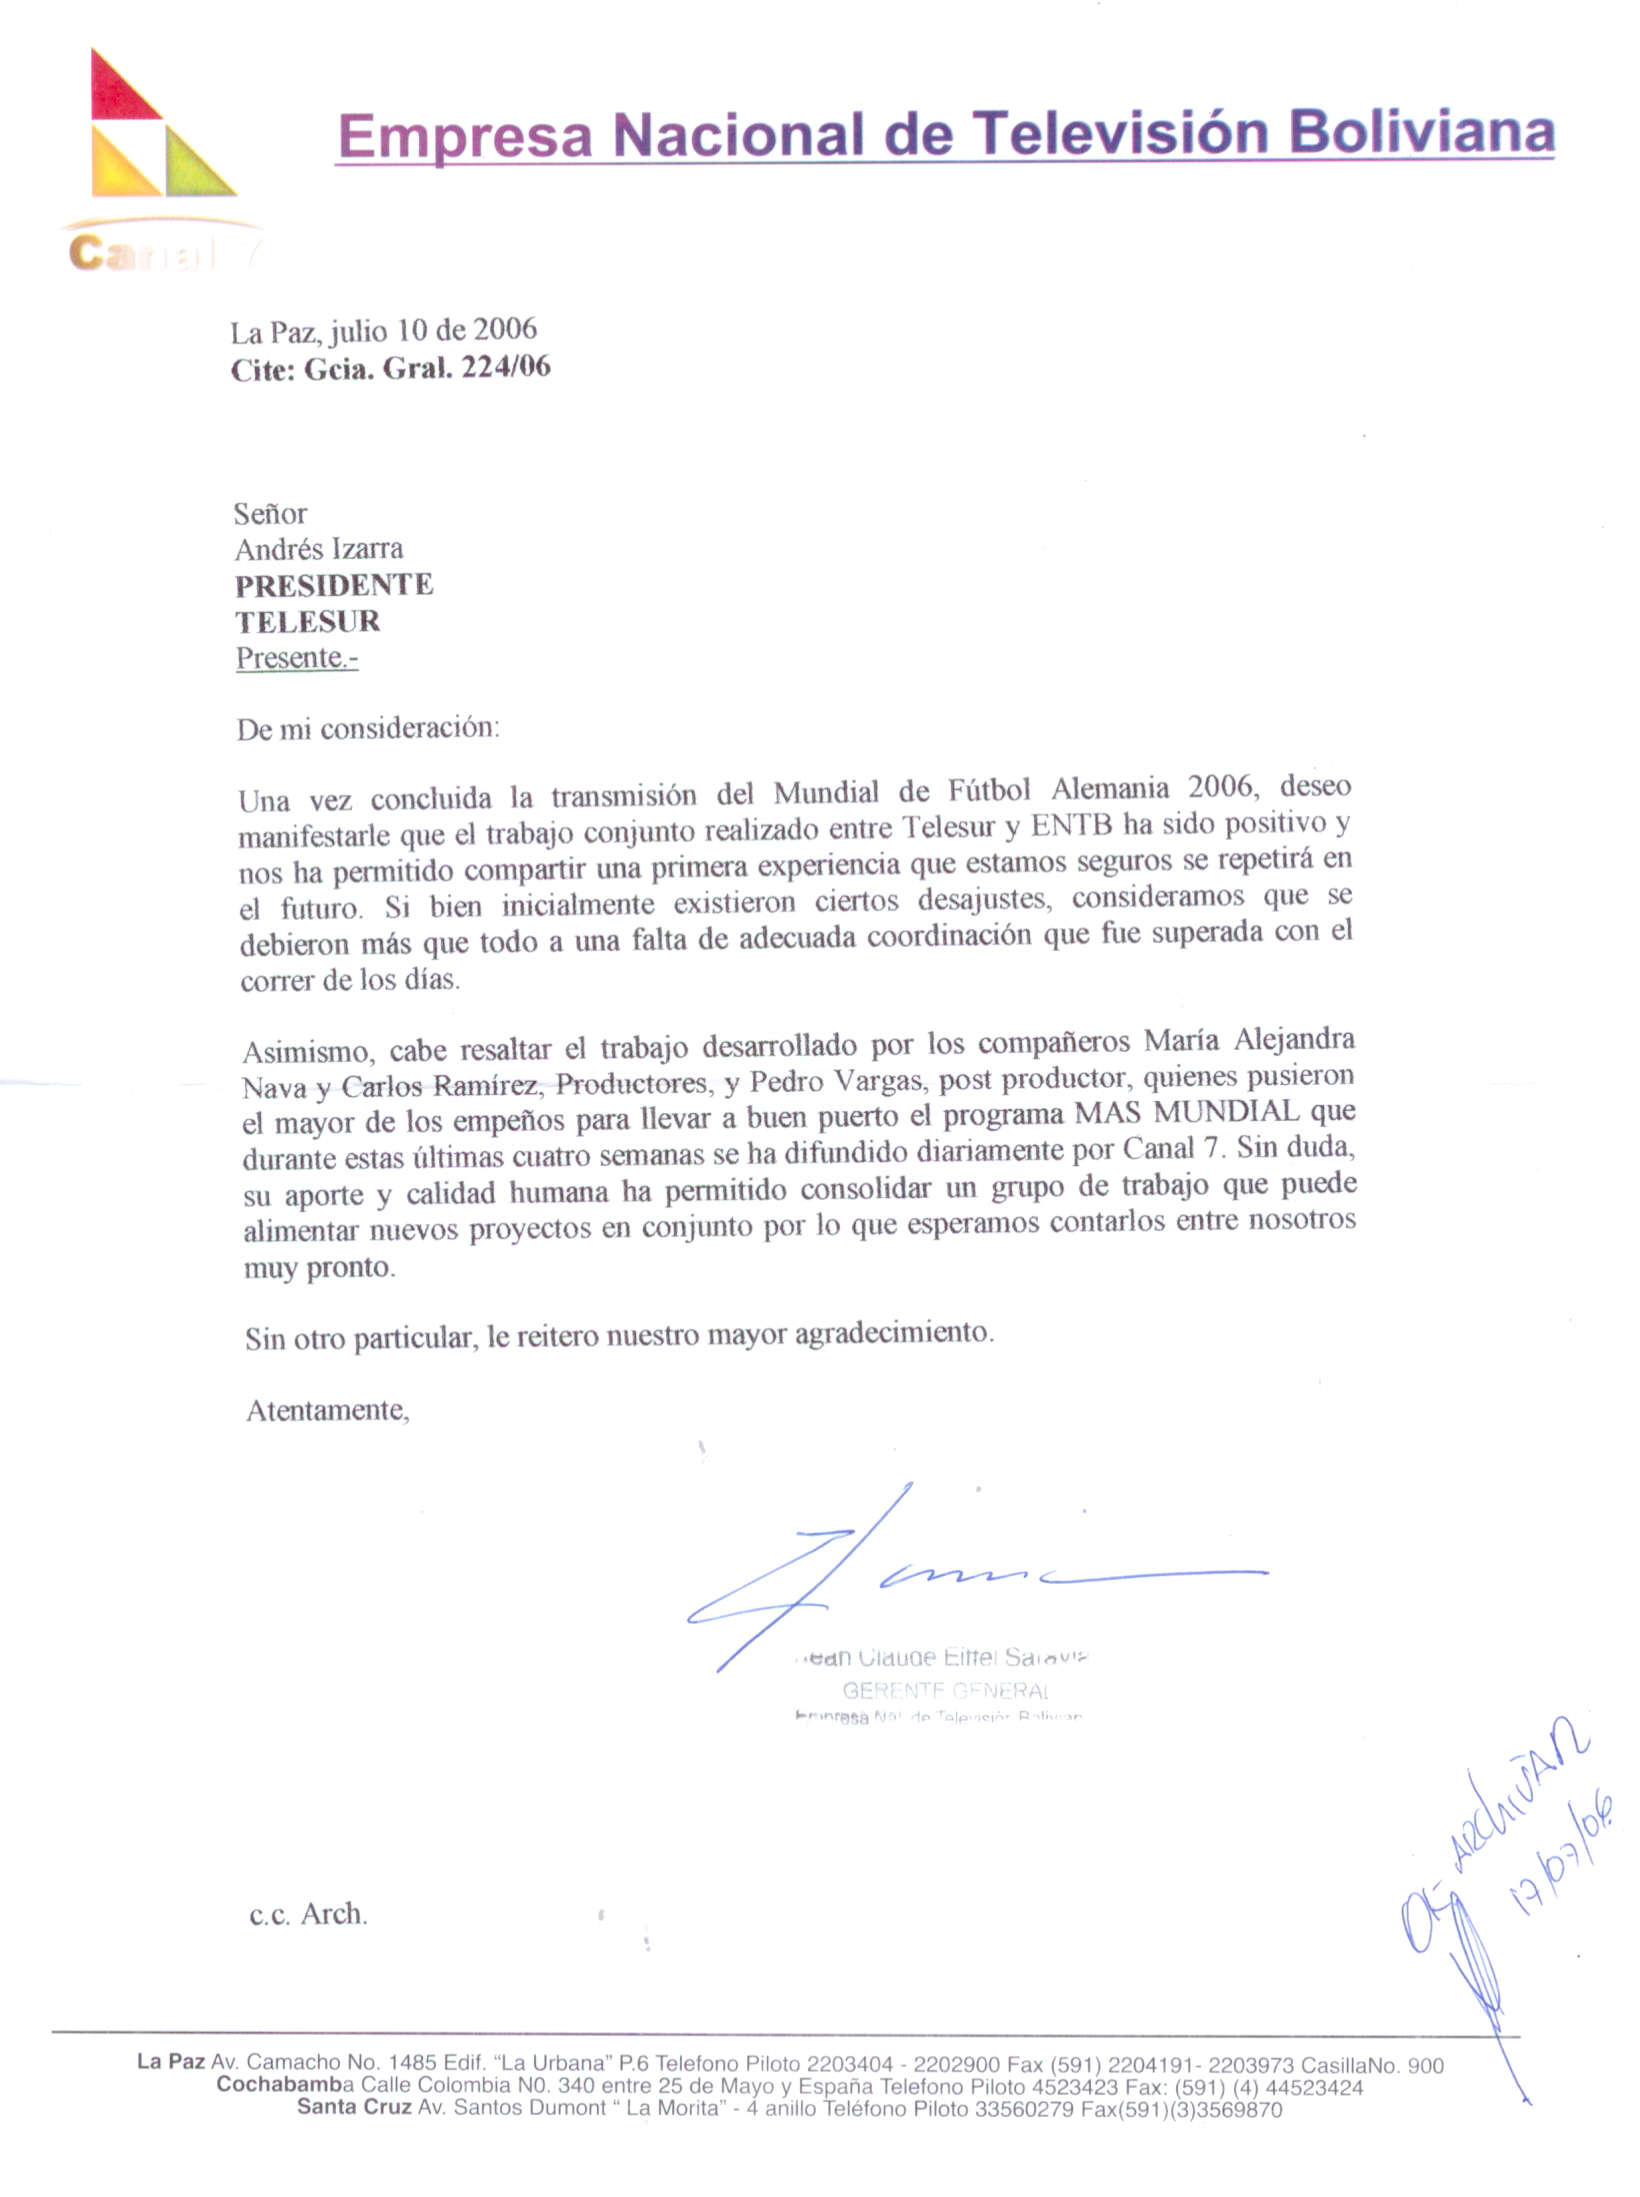 Empresa Nacional de Televisión Boliviana
Canal 7
La Paz, julio 10 de 2006
Cite: Gcia. Gral. 224/06
Señor
Andrés Izarra
PRESIDENTE
TELESUR
Presente.-
De mi consideración:
Una vez concluida la transmisión del Mundial de Fútbol Alemania 2006, deseo
manifestarle que el trabajo conjunto realizado entre Telesur y ENTB ha sido positivo y
nos ha permitido compartir una primera experiencia que estamos seguros se repetirá en
el futuro. Si bien inicialmente existieron ciertos desajustes, consideramos que se
debieron más que todo a una falta de adecuada coordinación que fue superada con el
correr de los días.
Asimismo, cabe resaltar el trabajo desarrollado por los compañeros María Alejandra
Nava y Carlos Ramírez, Productores, y Pedro Vargas, post productor, quienes pusieron
el mayor de los empeños para llevar a buen puerto el programa MAS MUNDIAL que
durante estas últimas cuatro semanas se ha difundido diariamente por Canal 7. Sin duda,
su aporte y calidad humana ha permitido consolidar un grupo de trabajo que puede
alimentar nuevos proyectos en conjunto por lo que esperamos contarlos entre nosotros
muy pronto.
Sin otro particular, le reitero nuestro mayor agradecimiento.
Atentamente,
Jean Claude Eiffel Saravia
GERENTE GENERAL
Empresa Nal. de Televisión Bolivian
OK ARCHIVAR
17/07/06
c.c. Arch.
La Paz Av. Camacho No. 1485 Edif. “La Urbana” P.6 Telefono Piloto 2203404 - 2202900 Fax (591) 2204191- 2203973 CasillaNo. 900
Cochabamba Calle Colombia N0. 340 entre 25 de Mayo y España Telefono Piloto 4523423 Fax: (591) (4) 44523424
Santa Cruz Av. Santos Dumont “ La Morita” - 4 anillo Teléfono Piloto 33560279 Fax(591)(3)3569870